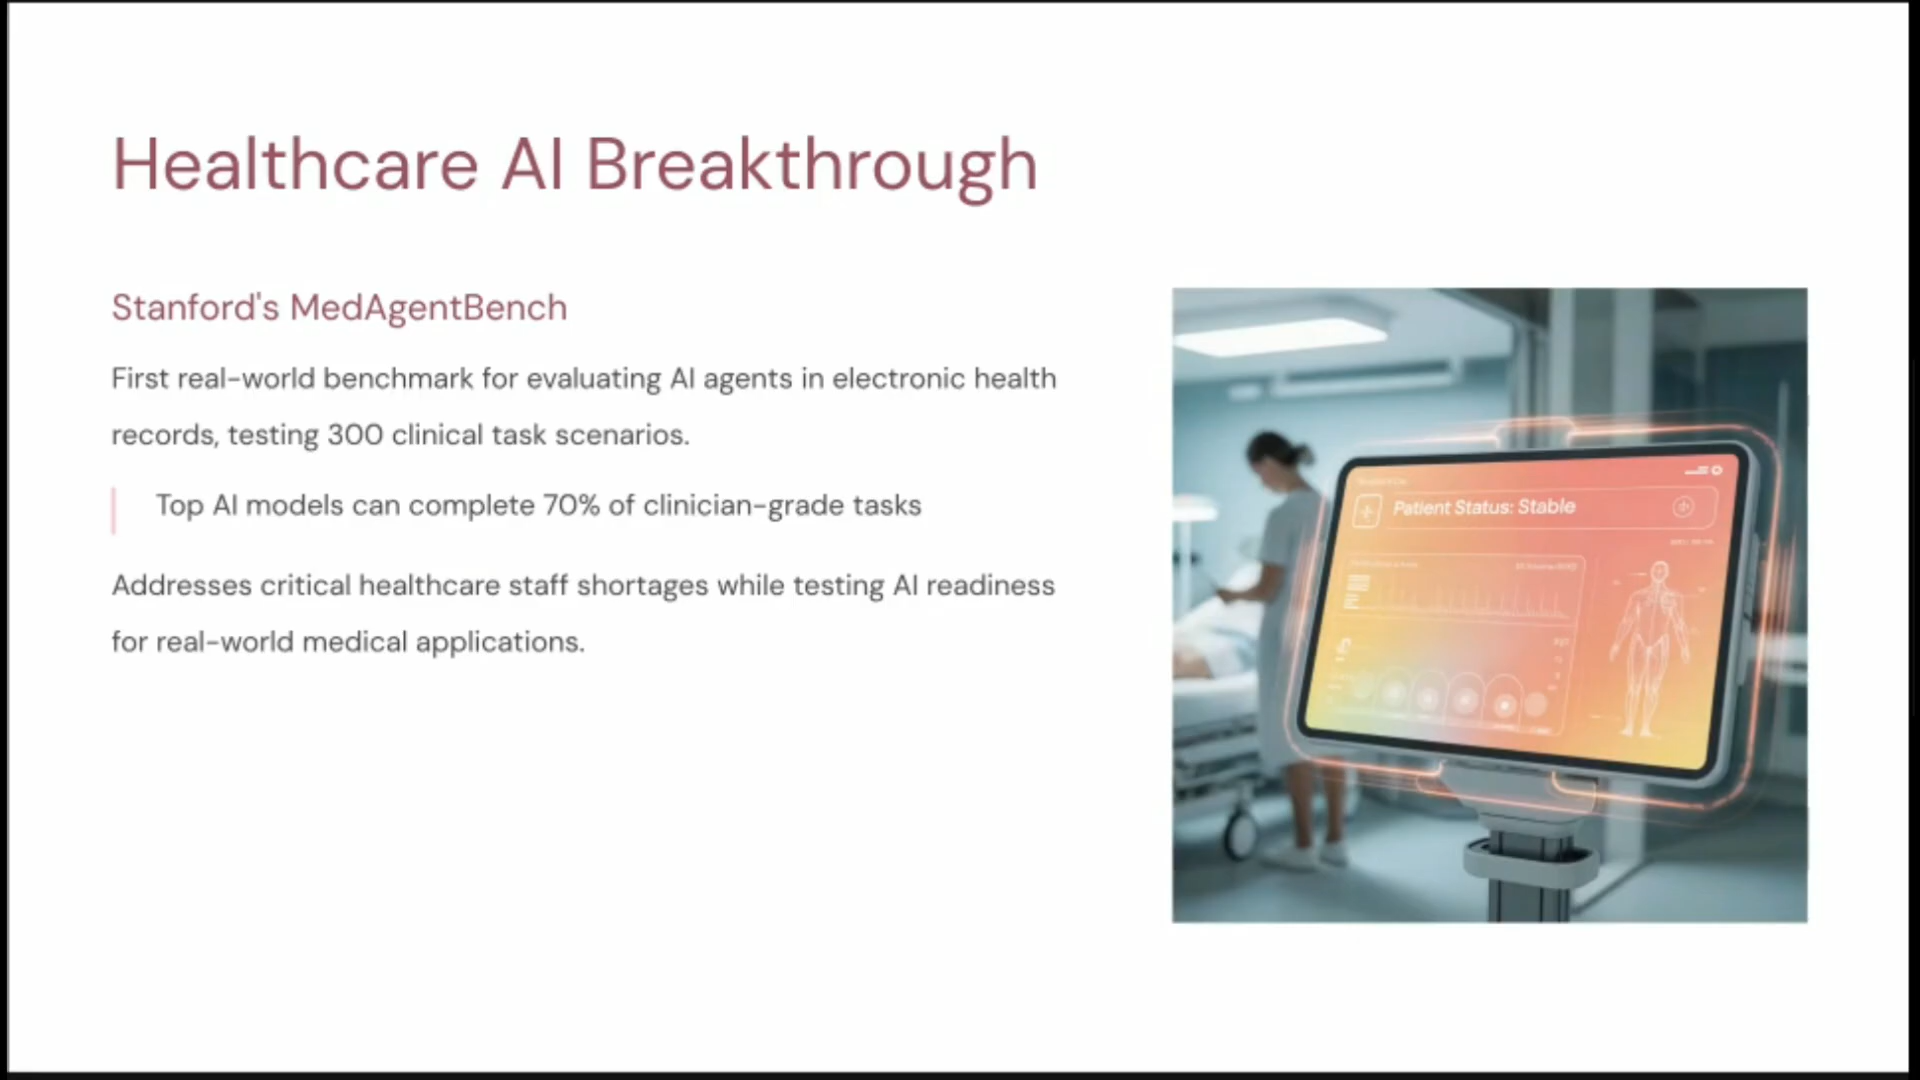 Healthcare AI Breakthrough
Stanford's MedAgentBench
First real-world benchmark for evaluating AI agents in electronic health
records, testing 300 clinical task scenarios.
Top AI models can complete 70% of clinician-grade tasks
Addresses critical healthcare staff shortages while testing AI readiness
for real-world medical applications.
Patient Status: Stable